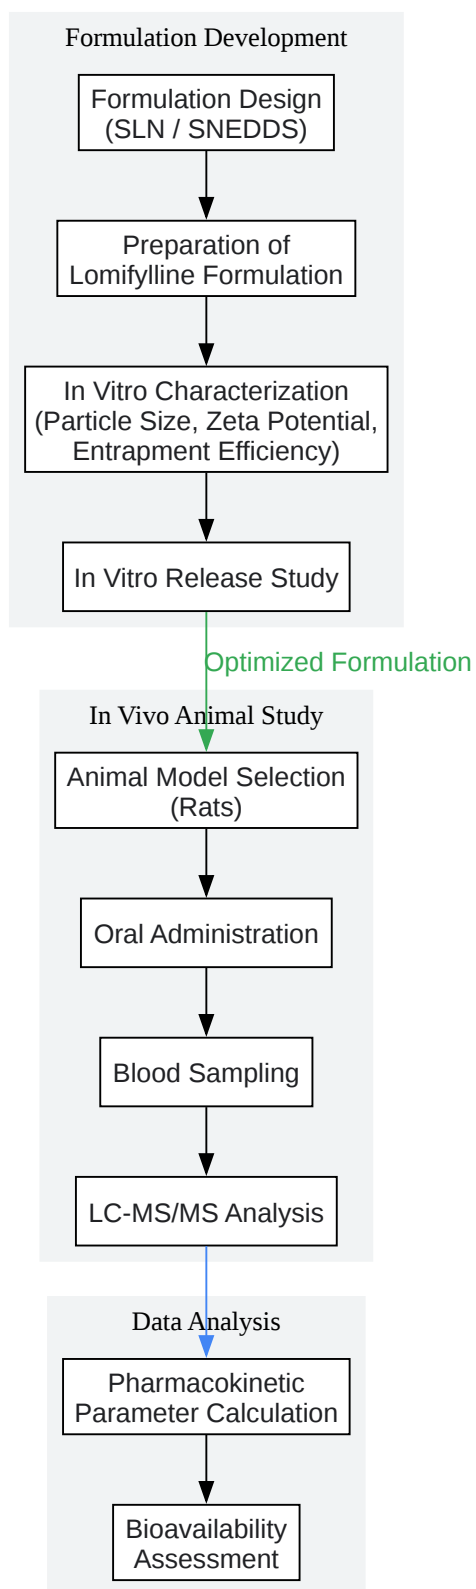 Formulation Development
Formulation Design
(SLN / SNEDDS)
Preparation of
Lomifylline Formulation
In Vitro Characterization
(Particle Size, Zeta Potential,
Entrapment Efficiency)
In Vitro Release Study
Optimized Formulation
In Vivo Animal Study
Animal Model Selection
(Rats)
Oral Administration
Blood Sampling
LC-MS/MS Analysis
Data Analysis
Pharmacokinetic
Parameter Calculation
Bioavailability
Assessment